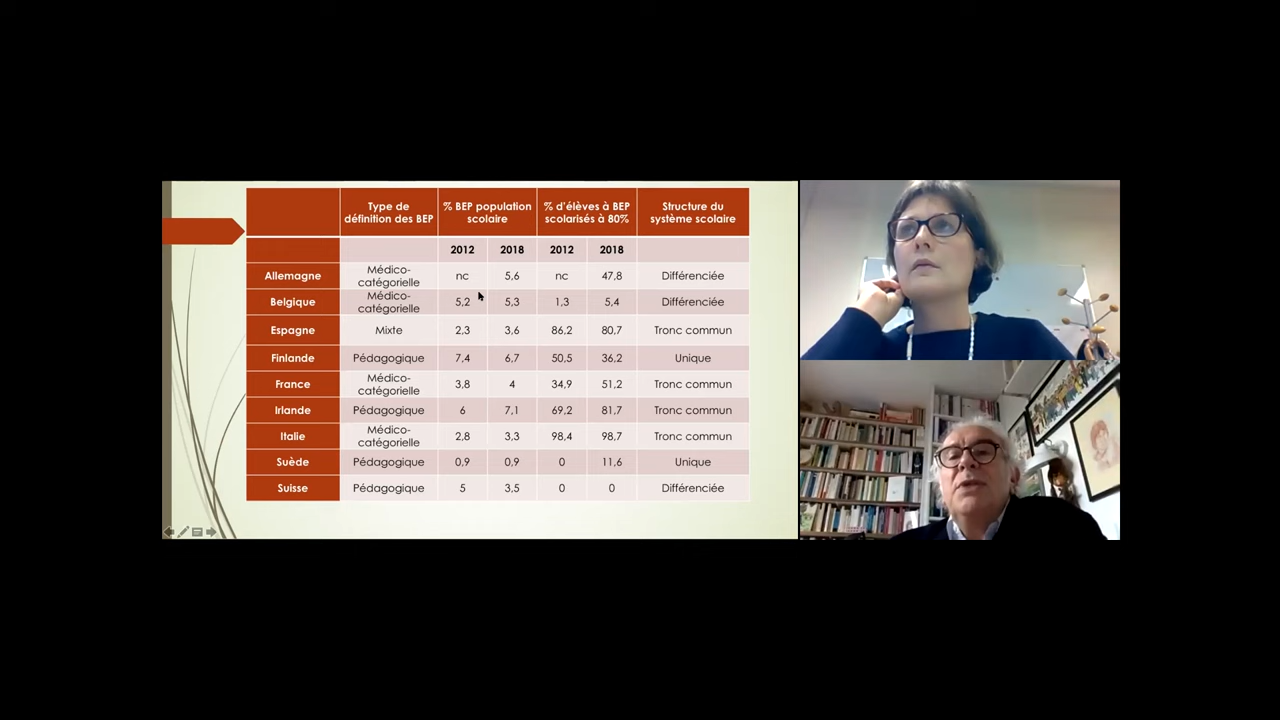 Type de définition des BEP % BEP population scolaire % d'élèves à BEP scolarisés à 80% Structure du système scolaire
2012 2018 2012 2018
Allemagne Médico-catégorielle nc 5,6 nc 47,8 Différenciée
Belgique Médico-catégorielle 5,2 5,3 1,3 5,4 Différenciée
Espagne Mixte 2,3 3,6 86,2 80,7 Tronc commun
Finlande Pédagogique 7,4 6,7 50,5 36,2 Unique
France Médico-catégorielle 3,8 4 34,9 51,2 Tronc commun
Irlande Pédagogique 6 7,1 69,2 81,7 Tronc commun
Italie Médico-catégorielle 2,8 3,3 98,4 98,7 Tronc commun
Suède Pédagogique 0,9 0,9 0 11,6 Unique
Suisse Pédagogique 5 3,5 0 0 Différenciée